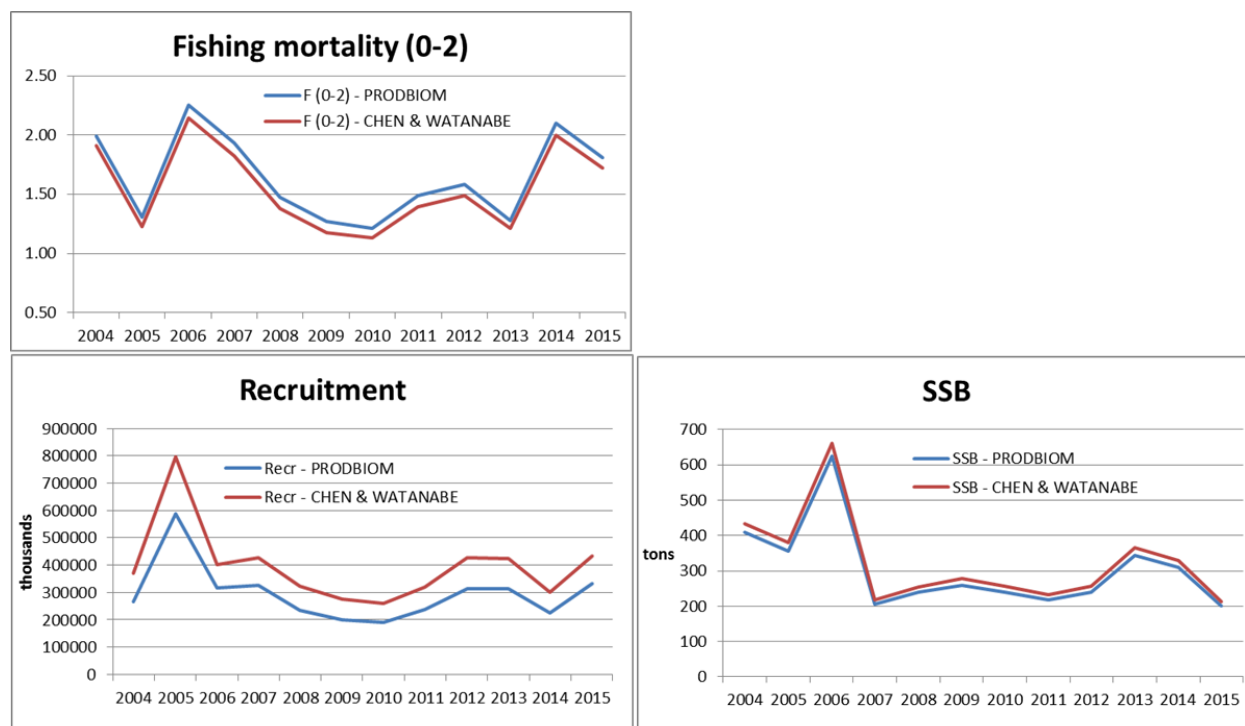 Fishing mortality (0-2)
2.50
2.00
1.50
1.00
0.50
F (0-2) - PRODBIOM
F (0-2) - CHEN & WATANABE
2004 2005 2006 2007 2008 2009 2010 2011 2012 2013 2014 2015
Recruitment
thousands
900000
800000
700000
600000
500000
400000
300000
200000
100000
0
Recr - PRODBIOM
Recr - CHEN & WATANABE
2004 2005 2006 2007 2008 2009 2010 2011 2012 2013 2014 2015
SSB
tons
700
600
500
400
300
200
100
0
SSB - PRODBIOM
SSB - CHEN & WATANABE
2004 2005 2006 2007 2008 2009 2010 2011 2012 2013 2014 2015